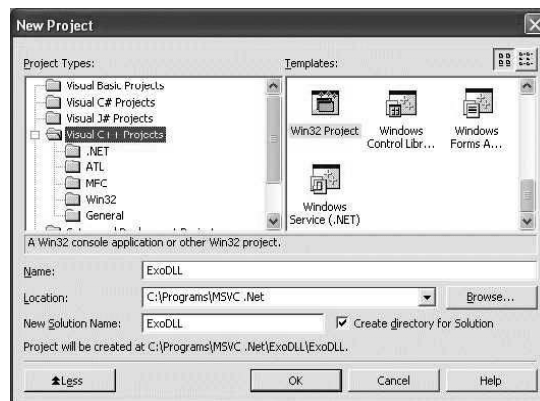 New Project
Project Types:
Templates:
Visual Basic Projects
Visual C# Projects
Visual J# Projects
Visual C++ Projects
.NET
ATL
MFC
Win32
General
Win32 Project
Windows Control Libr...
Windows Forms A...
Windows Service (.NET)
A Win32 console application or other Win32 project.
Name:
ExoDLL
Location:
C:\Programs\MSVC .Net
Browse...
New Solution Name:
ExoDLL
Create directory for Solution
Project will be created at C:\Programs\MSVC .Net\ExoDLL\ExoDLL.
Less
OK
Cancel
Help